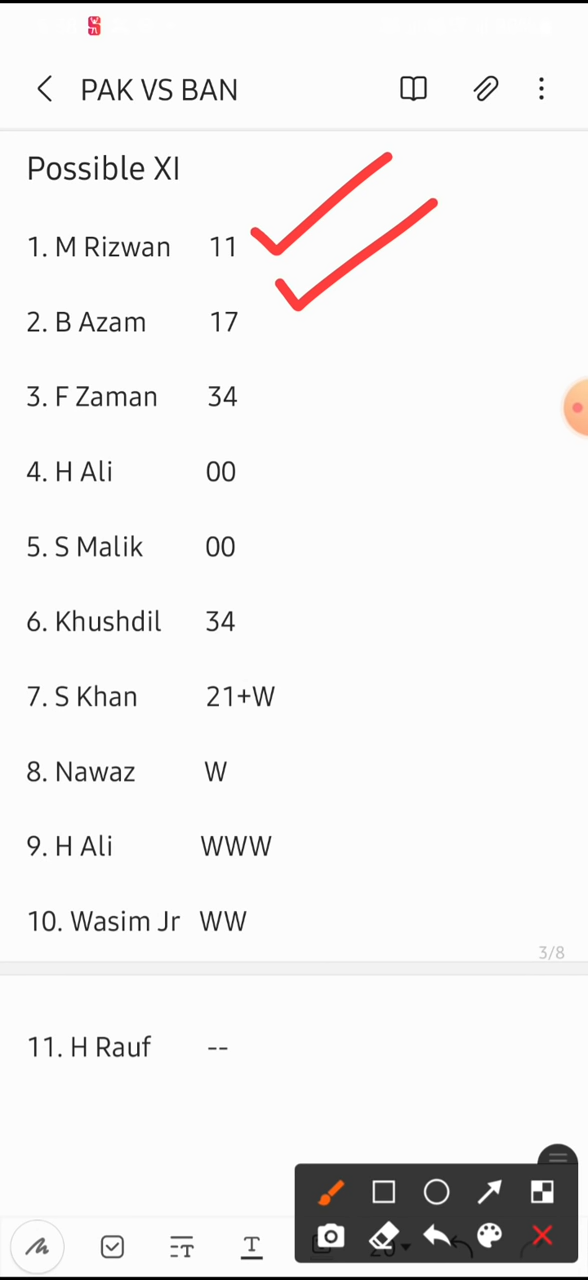 PAK VS BAN
Possible XI
1. M Rizwan 11
2. B Azam 17
3. F Zaman 34
4. H Ali 00
5. S Malik 00
6. Khushdil 34
7. S Khan 21+W
8. Nawaz W
9. H Ali WWW
10. Wasim Jr WW
3/8
11. H Rauf --